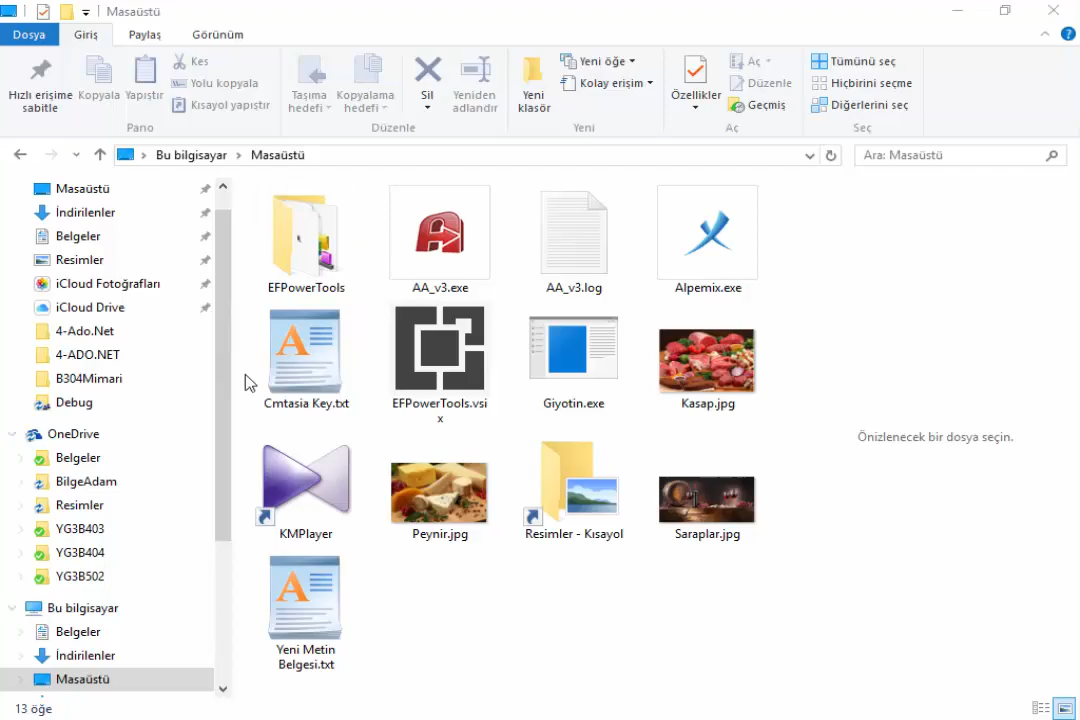 Masaüstü
Dosya
Giriş
Paylaş
Görünüm
Hızlı erişime
sabitle
Kopyala
Yapıştır
Kes
Yolu kopyala
Kısayol yapıştır
Pano
Taşıma
hedefi
Kopyalama
hedefi
Sil
Yeniden
adlandır
Düzenle
Yeni
klasör
Yeni öğe
Kolay erişim
Yeni
Özellikler
Aç
Düzenle
Geçmiş
Aç
Tümünü seç
Hiçbirini seçme
Diğerlerini seç
Seç
Bu bilgisayar
Masaüstü
Ara: Masaüstü
Masaüstü
İndirilenler
Belgeler
Resimler
iCloud Fotoğrafları
iCloud Drive
4-Ado.Net
4-ADO.NET
B304Mimari
Debug
OneDrive
Belgeler
BilgeAdam
Resimler
YG3B403
YG3B404
YG3B502
Bu bilgisayar
Belgeler
İndirilenler
Masaüstü
EFPowerTools
AA_v3.exe
AA_v3.log
Alpemix.exe
Cmtasia Key.txt
EFPowerTools.vsi
x
Giyotin.exe
Kasap.jpg
KMPlayer
Peynir.jpg
Resimler - Kısayol
Saraplar.jpg
Yeni Metin
Belgesi.txt
Önizlenecek bir dosya seçin.
13 öğe